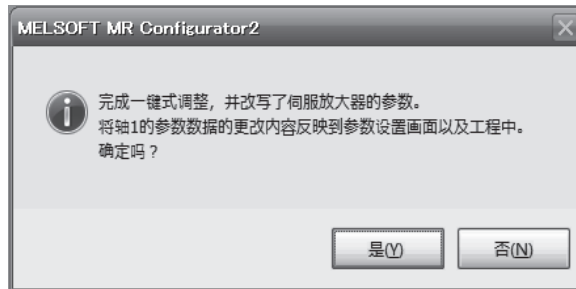 MELSOFT MR Configurator2
完成一键式调整，并改写了伺服放大器的参数。
将轴1的参数数据的更改内容反映到参数设置画面以及工程中。
确定吗？
是(Y)
否(N)